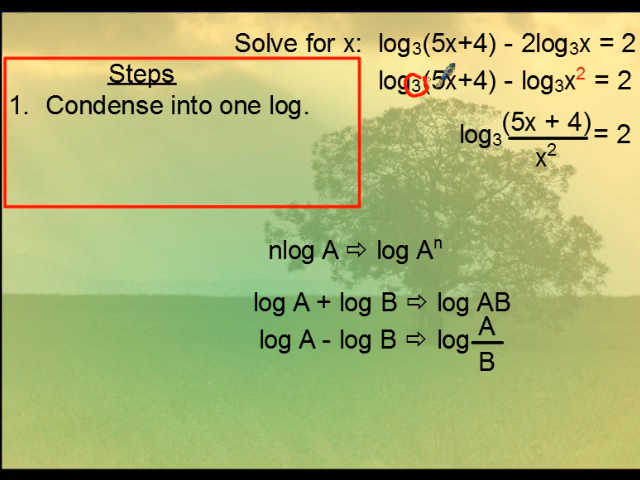 Solve for x: log₃(5x+4) - 2log₃x = 2
Steps
log₃(5x+4) - log₃x² = 2
1. Condense into one log.
log₃ (5x + 4)/x² = 2
nlog A ⇨ log Aⁿ
log A + log B ⇨ log AB
log A - log B ⇨ log A/B